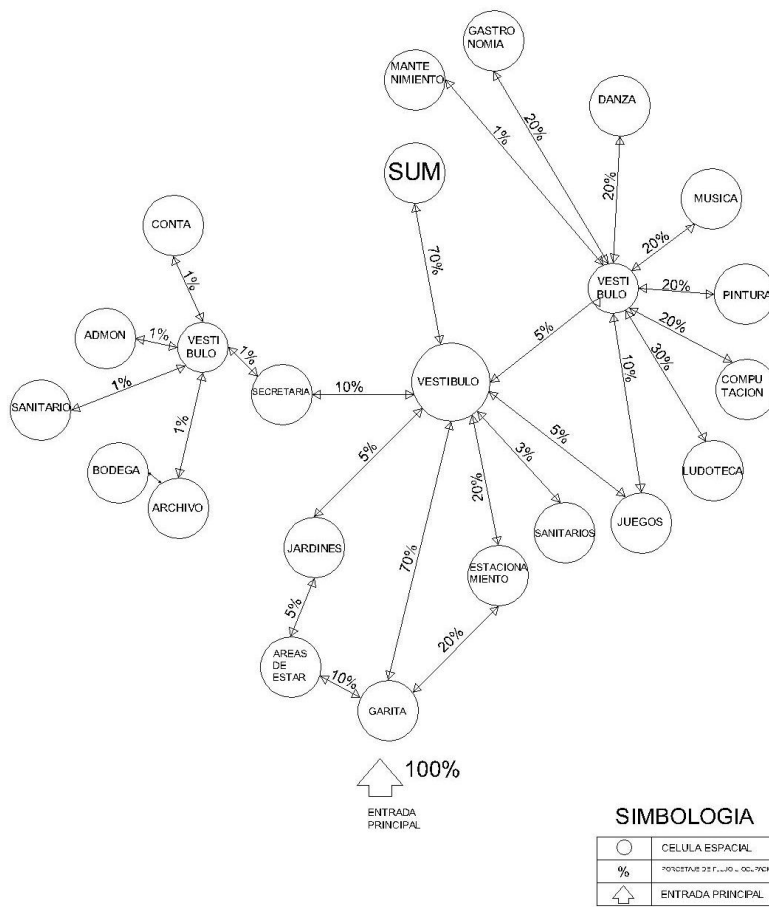 GASTRO
NOMIA
MANTE
NIMIENTO
DANZA
20%
1%
20%
SUM
MUSICA
20%
CONTA
70%
VESTI
BULO
20%
PINTURA
1%
ADMON
1%
VESTI
BULO
5%
20%
1%
30%
10%
COMPU
TACION
SANITARIO
1%
SECRETARIA
10%
VESTIBULO
1%
5%
3%
5%
BODEGA
LUDOTECA
20%
ARCHIVO
JUEGOS
SANITARIOS
JARDINES
70%
ESTACIONA
MIENTO
5%
20%
AREAS
DE
ESTAR
10%
GARITA
100%
ENTRADA
PRINCIPAL
SIMBOLOGIA
CELULA ESPACIAL
%
ENTRADA PRINCIPAL